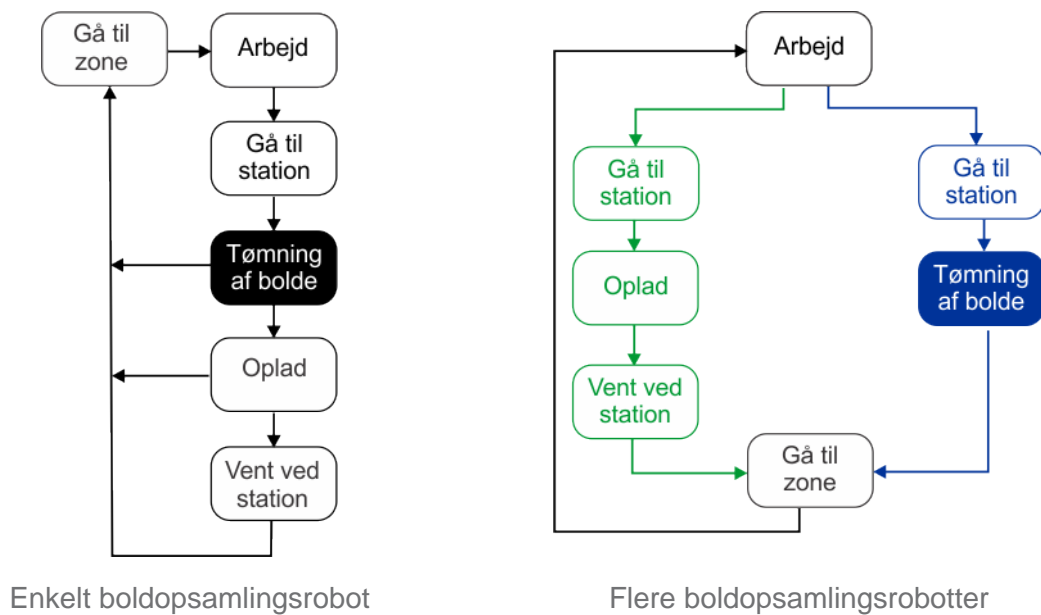 Gå til
zone
Arbejd
Gå til
station
Tømning
af bolde
Oplad
Vent ved
station
Enkelt boldopsamlingsrobot
Arbejd
Gå til
station
Oplad
Vent ved
station
Gå til
station
Tømning
af bolde
Gå til
zone
Flere boldopsamlingsrobotter